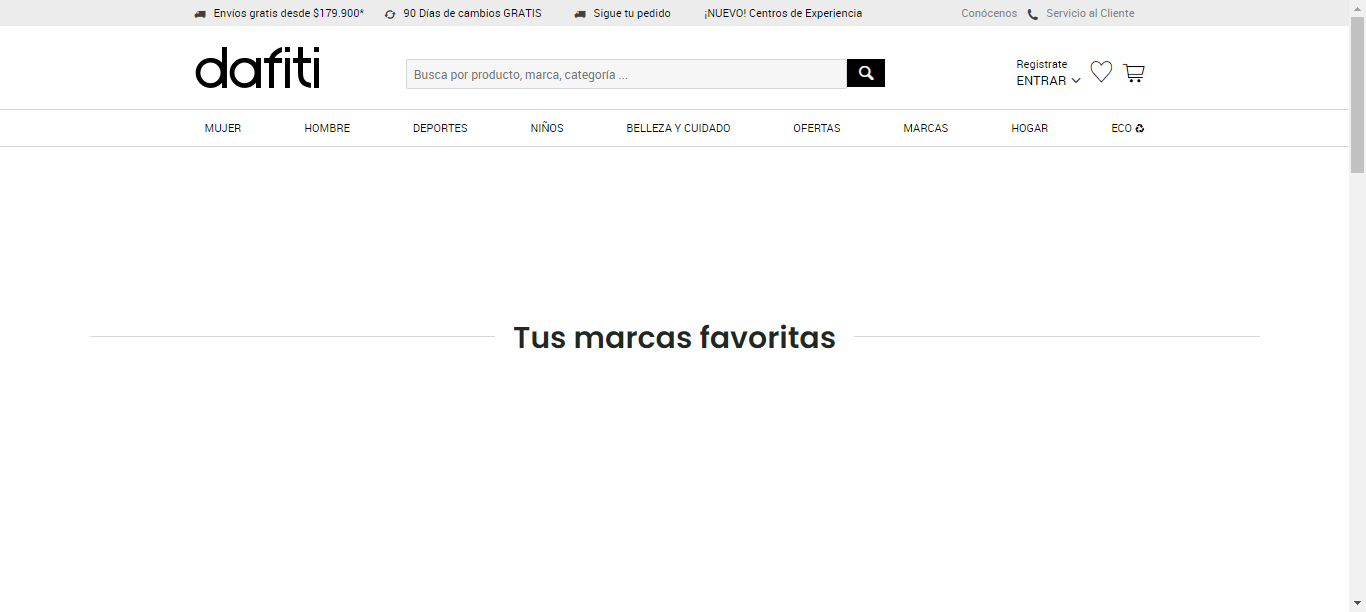 Envíos gratis desde $179.900* 90 Días de cambios GRATIS Sigue tu pedido ¡NUEVO! Centros de Experiencia Conócenos Servicio al Cliente
dafiti
Busca por producto, marca, categoría ...
Registrate
ENTRAR
MUJER HOMBRE DEPORTES NIÑOS BELLEZA Y CUIDADO OFERTAS MARCAS HOGAR ECO ♻
Tus marcas favoritas